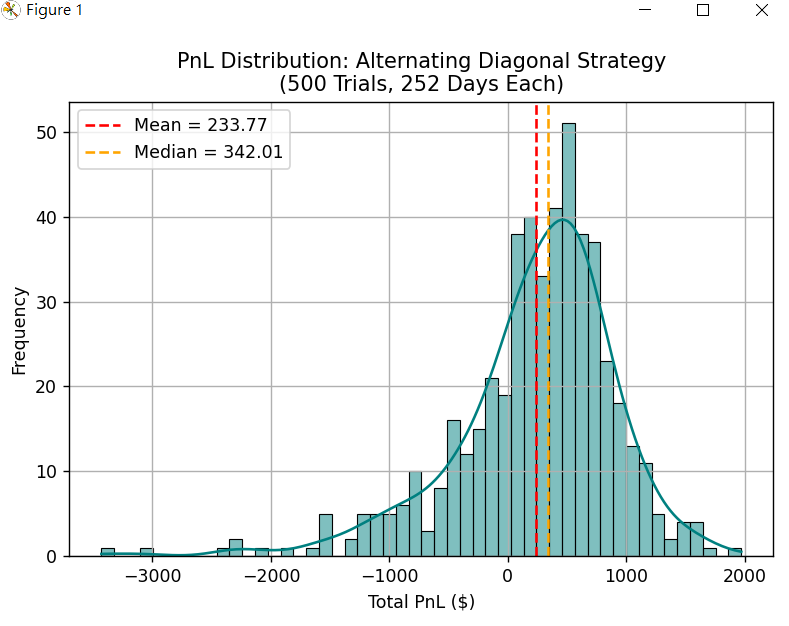 Figure 1
PnL Distribution: Alternating Diagonal Strategy
(500 Trials, 252 Days Each)
Mean = 233.77
Median = 342.01
50
40
30
20
10
0
Frequency
−3000 −2000 −1000 0 1000 2000
Total PnL ($)